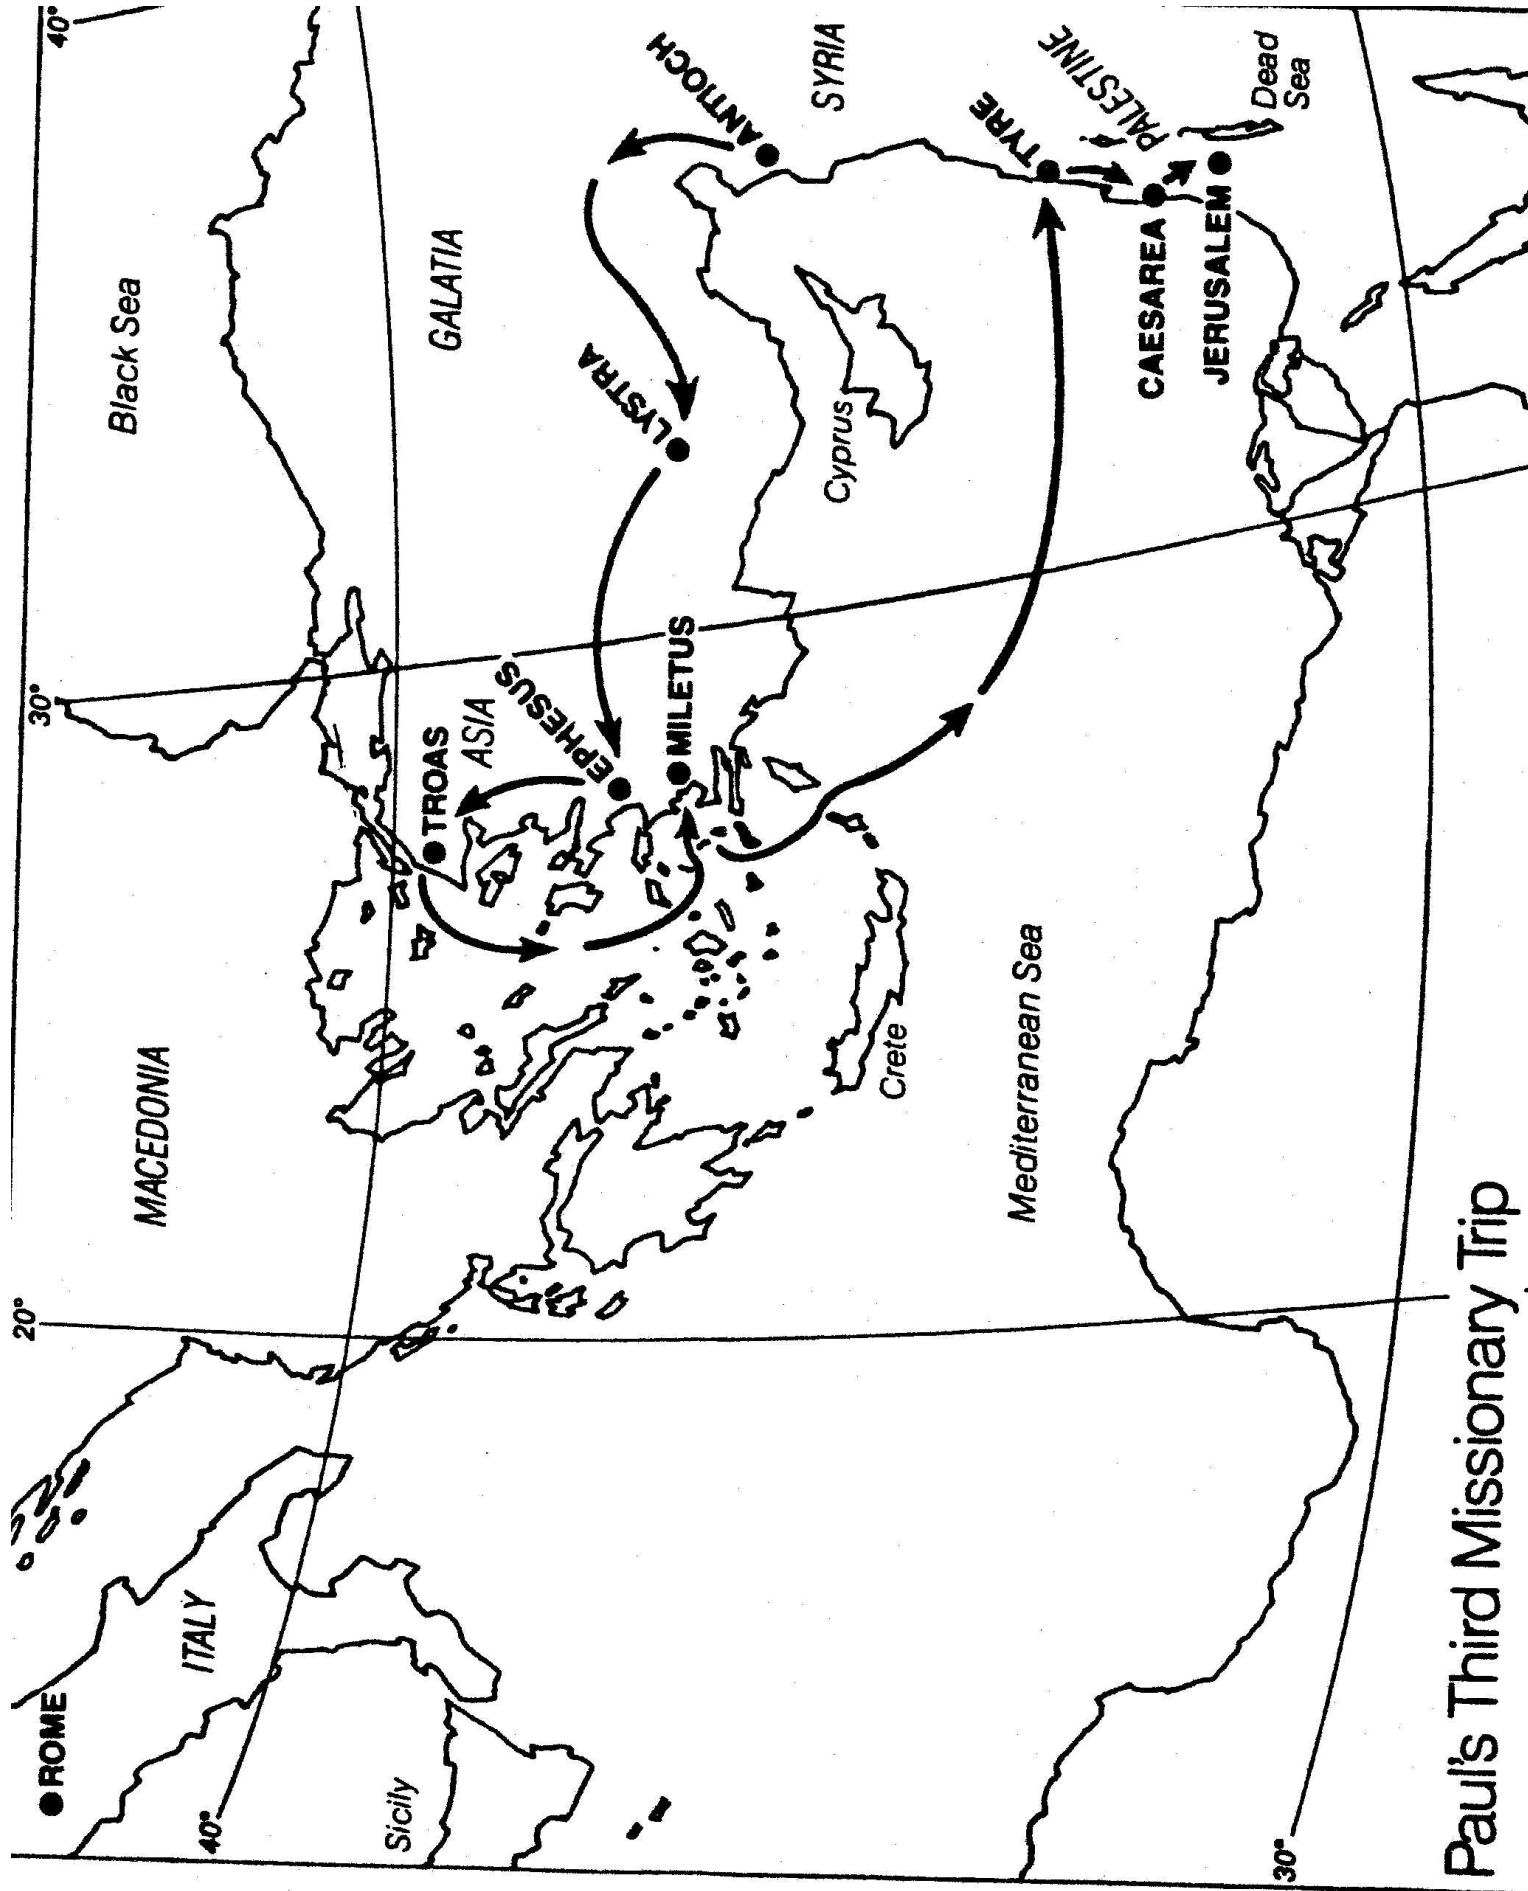 20°
30°
40°
Black Sea
MACEDONIA
ROME
ITALY
40°
GALATIA
TROAS
ASIA
Sicily
EPHESUS
LYSTRA
MILETUS
ANTIOCH
SYRIA
Cyprus
Crete
Mediterranean Sea
TYRE
PALESTINE
CAESAREA
JERUSALEM
Dead
Sea
30°
Paul's Third Missionary Trip